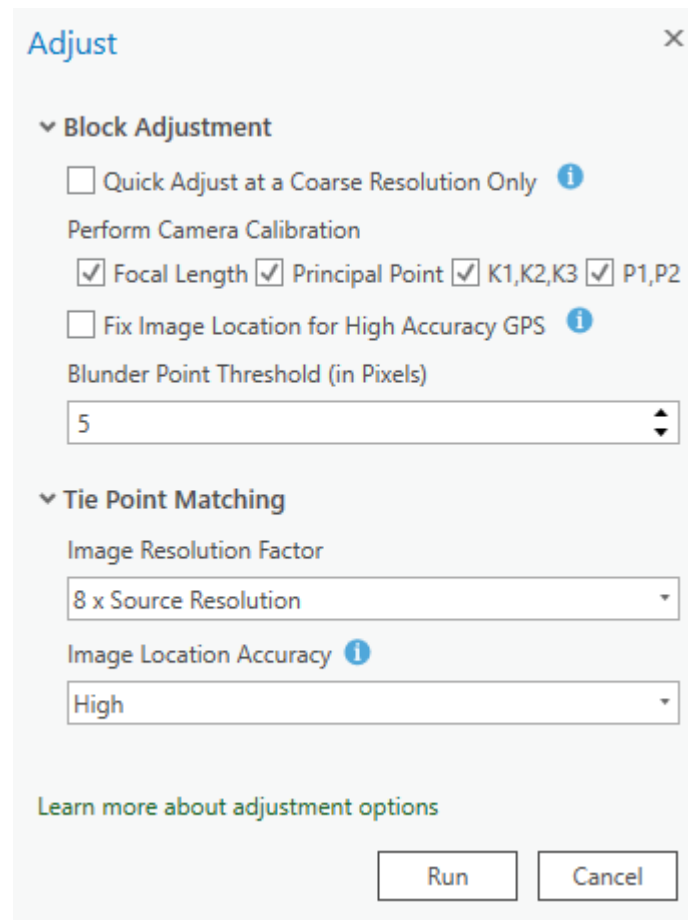 Adjust
Block Adjustment
Quick Adjust at a Coarse Resolution Only
Perform Camera Calibration
Focal Length Principal Point K1,K2,K3 P1,P2
Fix Image Location for High Accuracy GPS
Blunder Point Threshold (in Pixels)
5
Tie Point Matching
Image Resolution Factor
8 x Source Resolution
Image Location Accuracy
High
Learn more about adjustment options
Run Cancel